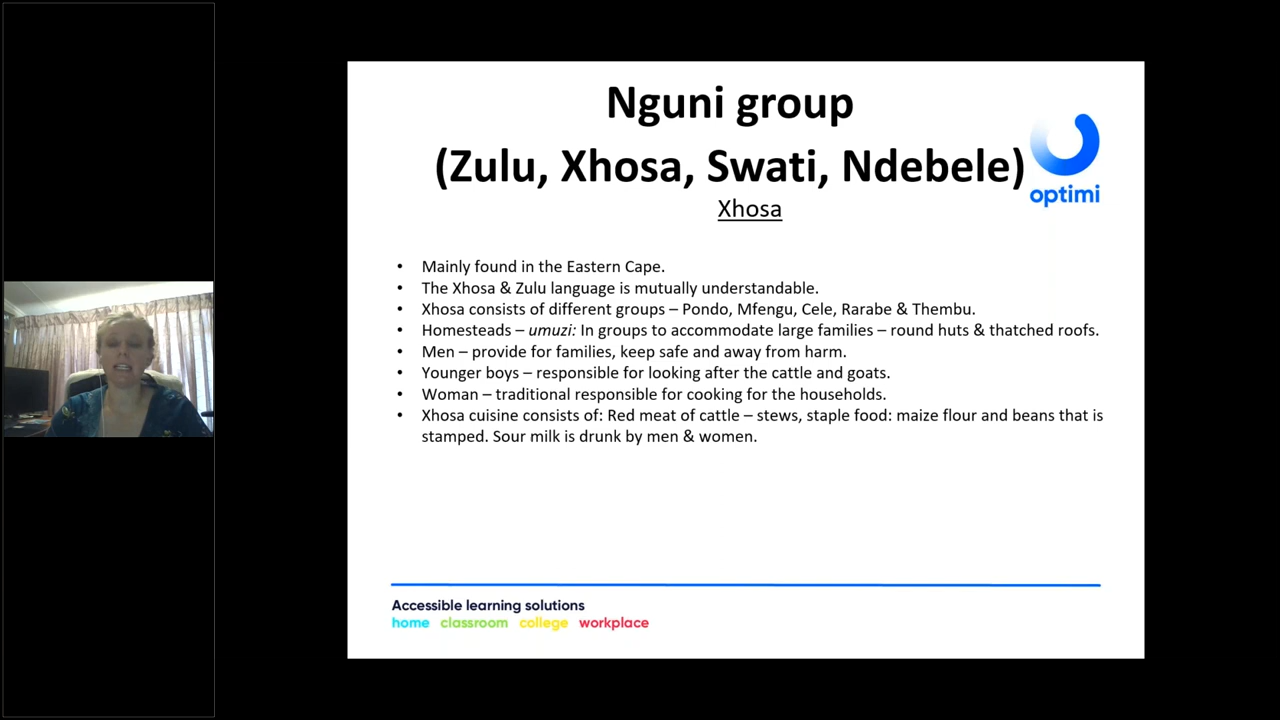 Nguni group
(Zulu, Xhosa, Swati, Ndebele)
optimi
Xhosa
• Mainly found in the Eastern Cape.
• The Xhosa & Zulu language is mutually understandable.
• Xhosa consists of different groups – Pondo, Mfengu, Cele, Rarabe & Thembu.
• Homesteads – umuzi: In groups to accommodate large families – round huts & thatched roofs.
• Men – provide for families, keep safe and away from harm.
• Younger boys – responsible for looking after the cattle and goats.
• Woman – traditional responsible for cooking for the households.
• Xhosa cuisine consists of: Red meat of cattle – stews, staple food: maize flour and beans that is
stamped. Sour milk is drunk by men & women.
Accessible learning solutions
home classroom college workplace